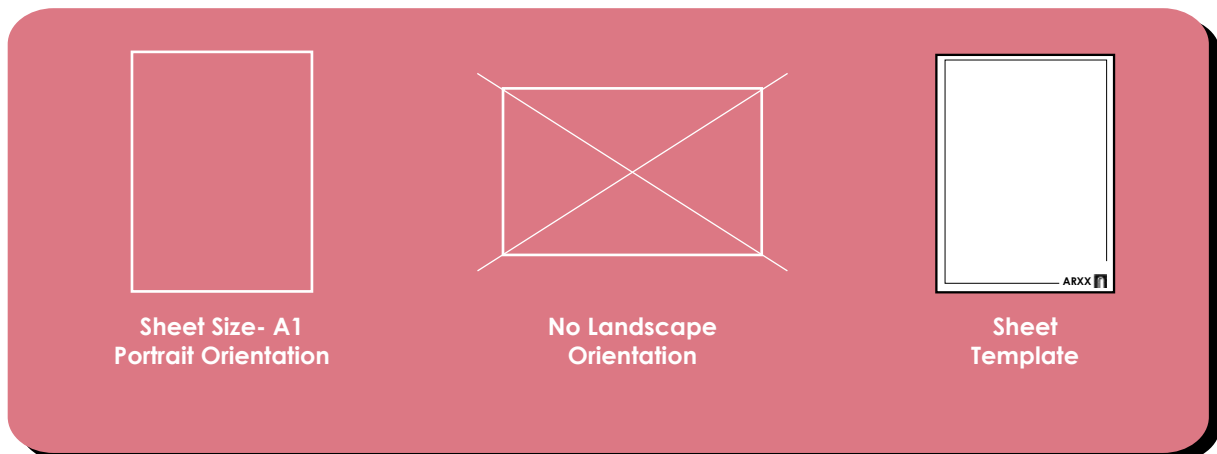 ARXX
Sheet Size- A1
Portrait Orientation
No Landscape
Orientation
Sheet
Template